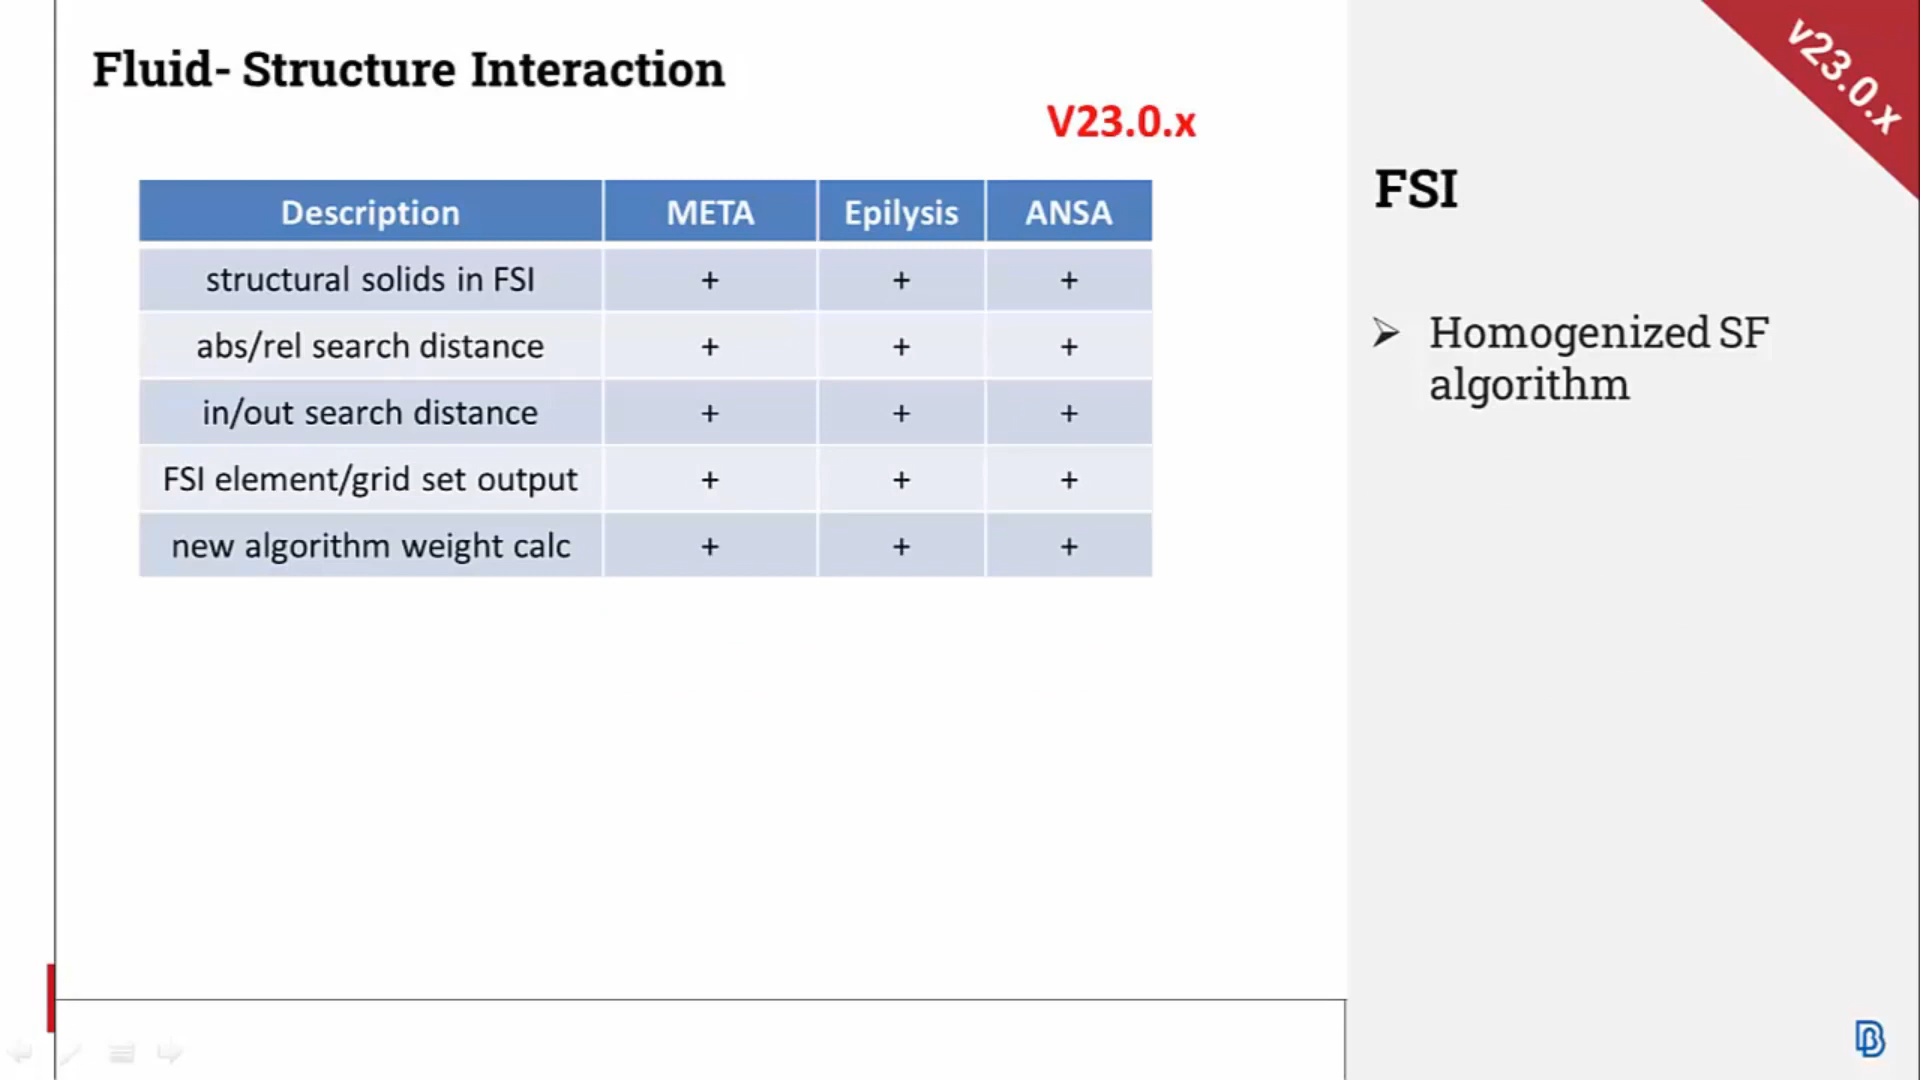 Fluid- Structure Interaction
V23.0.x
Description META Epilysis ANSA
structural solids in FSI + + +
abs/rel search distance + + +
in/out search distance + + +
FSI element/grid set output + + +
new algorithm weight calc + + +
v23.0.x
FSI
➢ Homogenized SF
algorithm